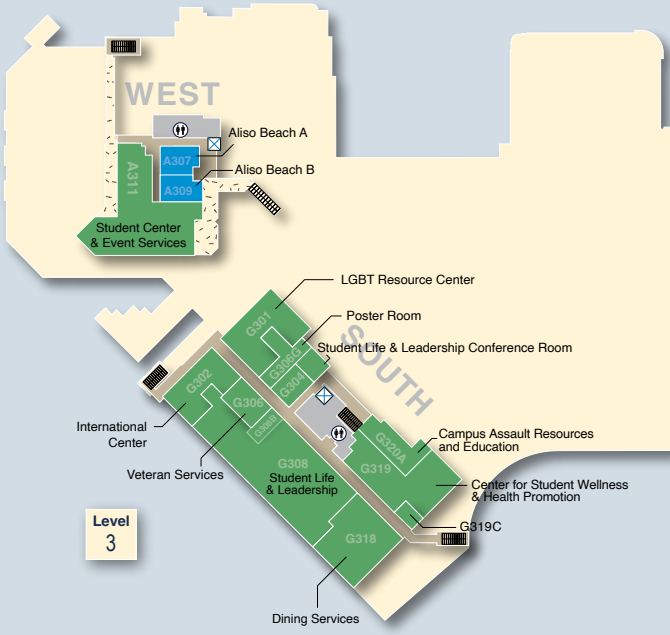 WEST
Aliso Beach A
A307
Aliso Beach B
A309
A311
Student Center
& Event Services
LGBT Resource Center
G301
Poster Room
SOUTH
Student Life & Leadership Conference Room
G306G
G304
G302
G306
International
Center
Veteran Services
G308
Student Life
& Leadership
G320A
Campus Assault Resources
and Education
G319
Center for Student Wellness
& Health Promotion
G319C
G318
Dining Services
Level
3